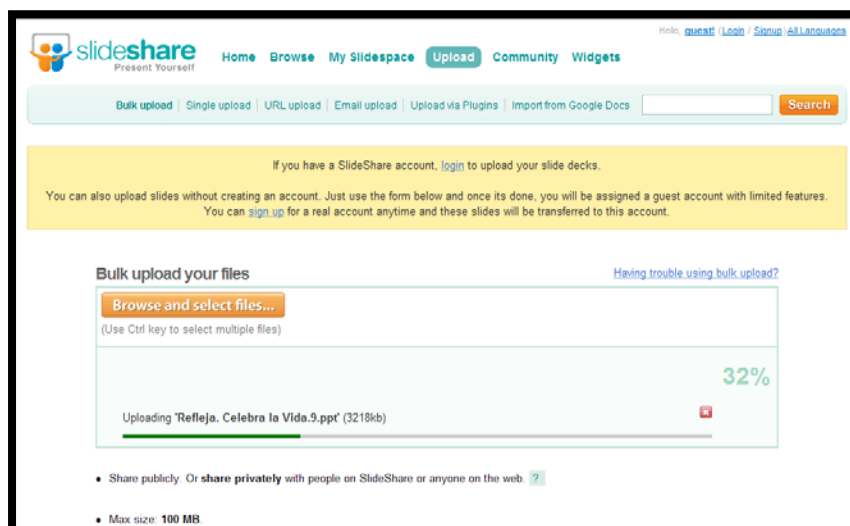 Hello, guest! (Login / Signup) All Languages
slideshare
Present Yourself
Home Browse My Slidespace Upload Community Widgets
Bulk upload | Single upload | URL upload | Email upload | Upload via Plugins | Import from Google Docs Search
If you have a SlideShare account, login to upload your slide decks.
You can also upload slides without creating an account. Just use the form below and once its done, you will be assigned a guest account with limited features.
You can sign up for a real account anytime and these slides will be transferred to this account.
Bulk upload your files Having trouble using bulk upload?
Browse and select files...
(Use Ctrl key to select multiple files)
32%
Uploading 'Refleja. Celebra la Vida.9.ppt' (3218kb)
• Share publicly. Or share privately with people on SlideShare or anyone on the web. ?
• Max size: 100 MB.